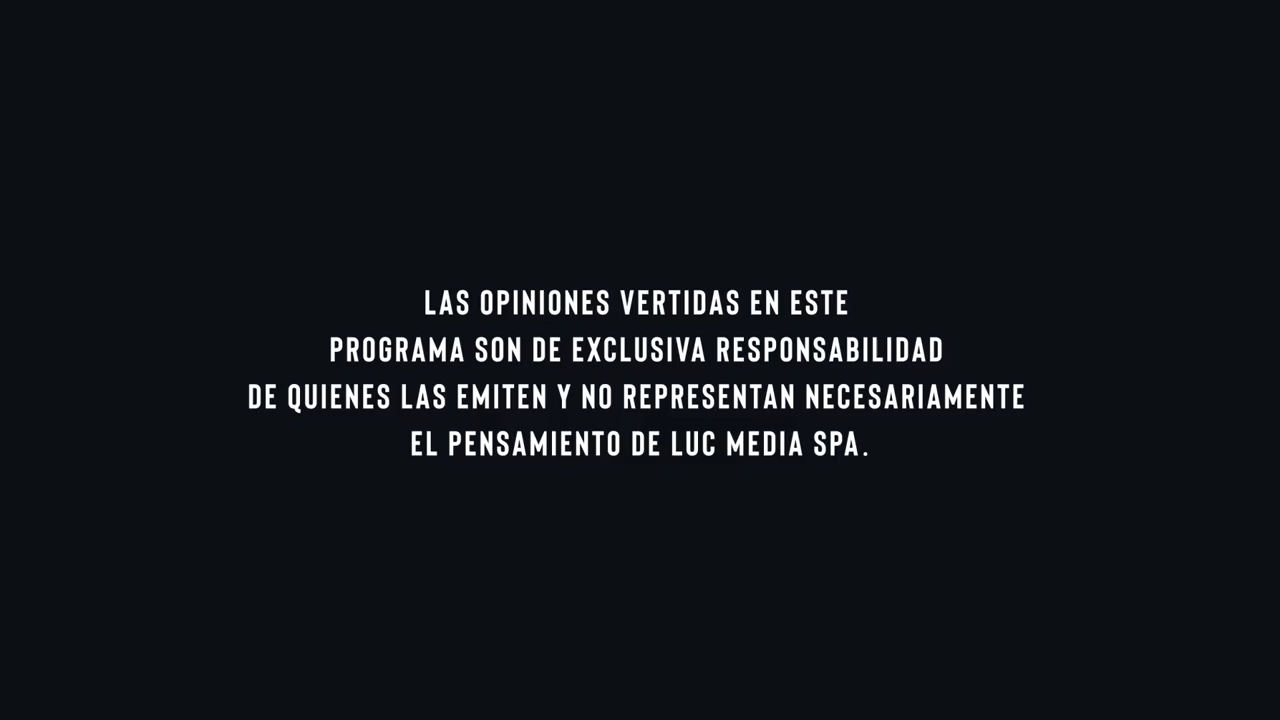 LAS OPINIONES VERTIDAS EN ESTE
PROGRAMA SON DE EXCLUSIVA RESPONSABILIDAD
DE QUIENES LAS EMITEN Y NO REPRESENTAN NECESARIAMENTE
EL PENSAMIENTO DE LUC MEDIA SPA.